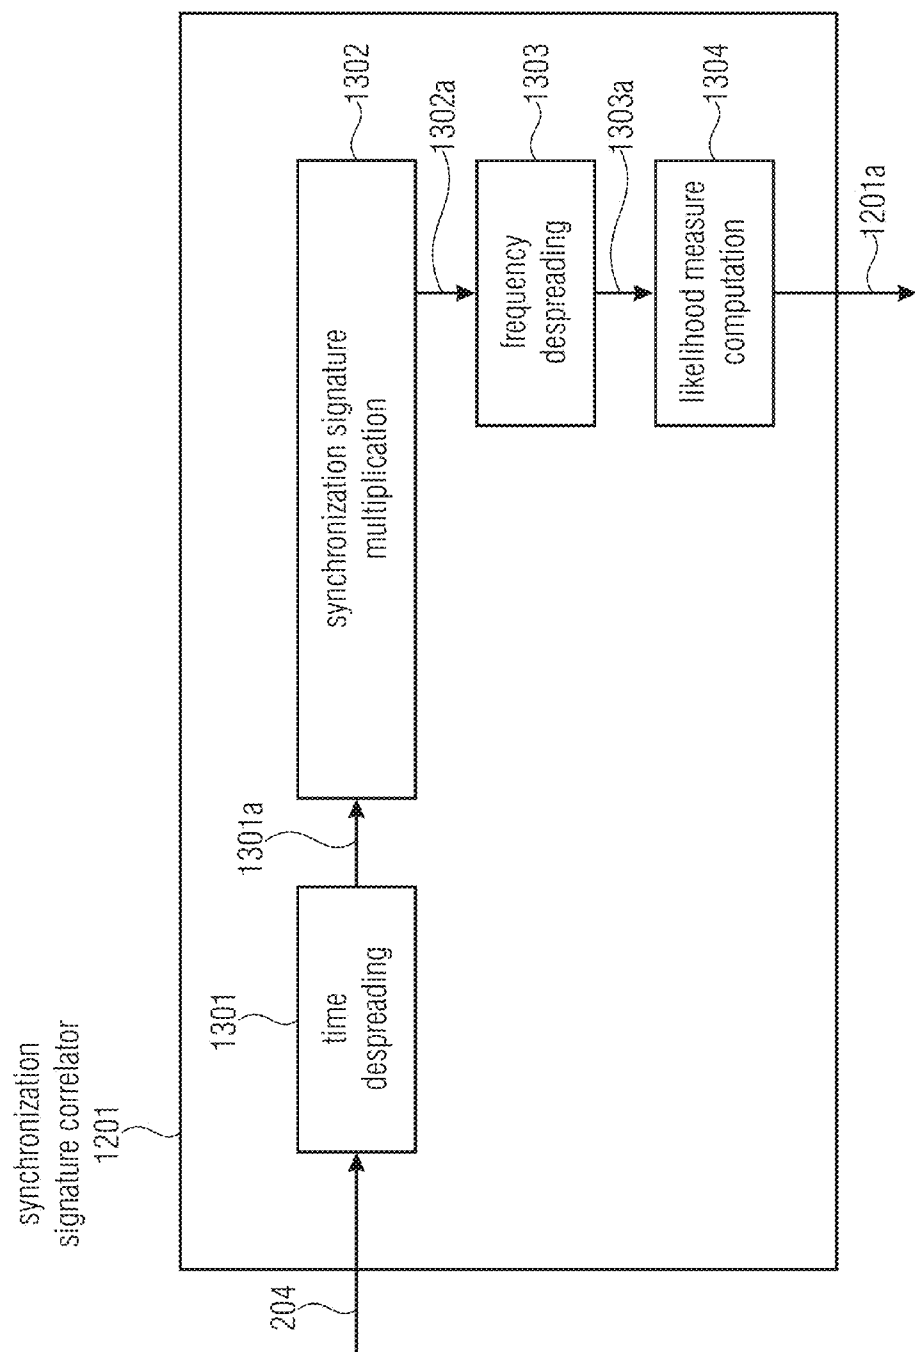 synchronization
signature correlator
1201
204
1301
time
despreading
1301a
synchronization signature
multiplication
1302
1302a
frequency
despreading
1303
1303a
likelihood measure
computation
1304
1201a